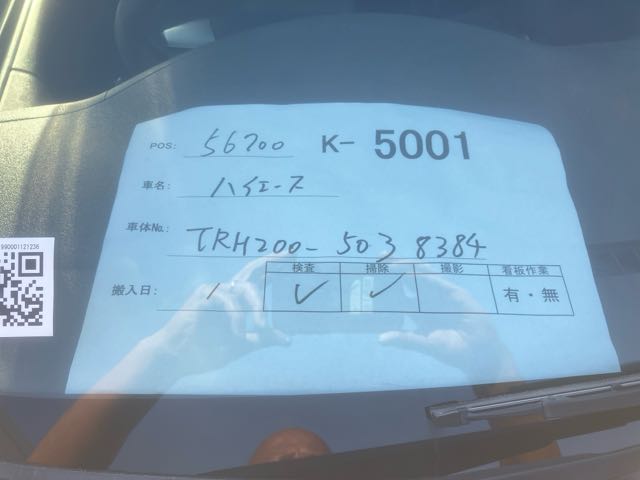 POS: 56700 K- 5001
車名: ハイエース
車体No.: TRH200-5038384
検査 掃除 撮影 看板作業
搬入日: / ✓ ✓ 有・無
990001121236